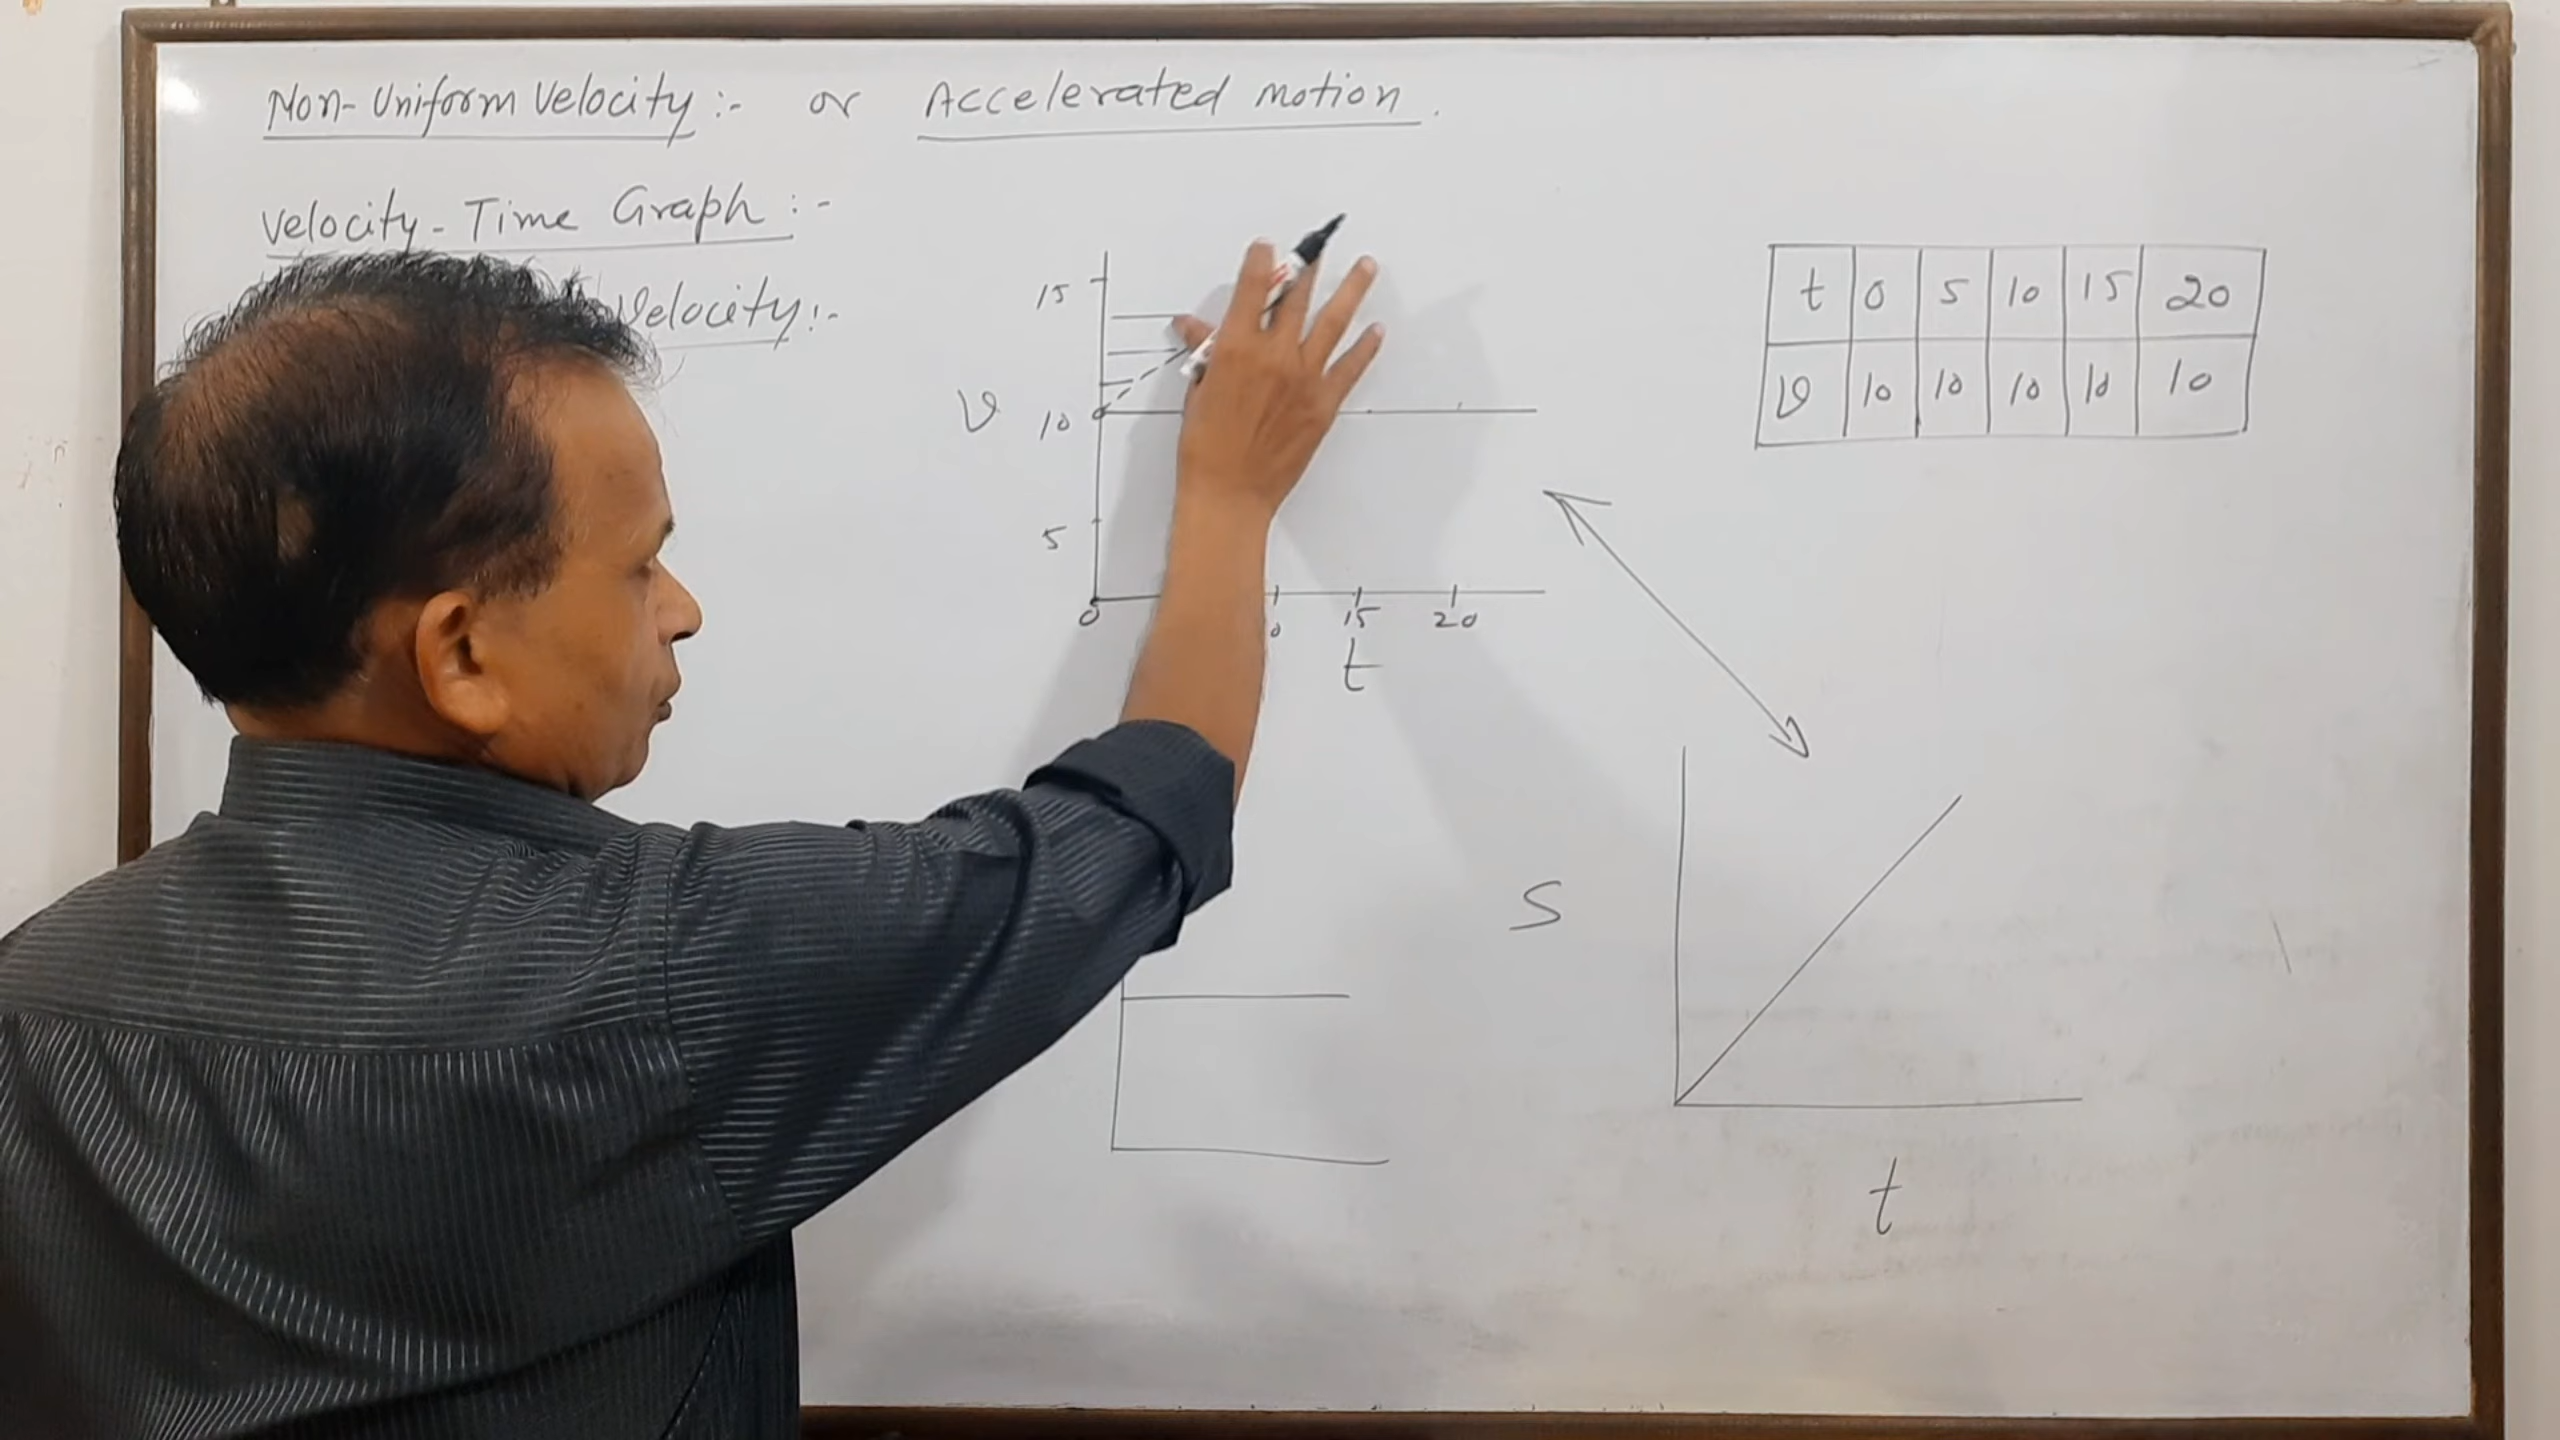 Non-Uniform Velocity :- or Accelerated motion.
Velocity-Time Graph :-
Velocity :-
15
V 10
5
0 0 15 20
t
t 0 5 10 15 20
V 10 10 10 10 10
S
t